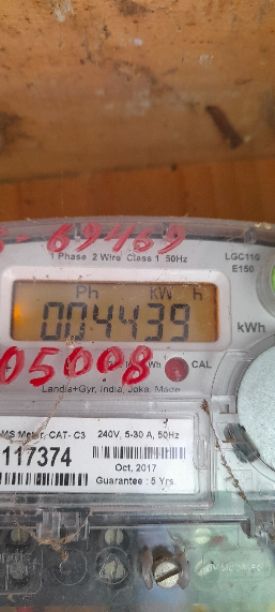 69469
1 Phase 2 Wire Class 1 50Hz
LGC110
E150
Ph kW h
004439
kWh
05008
CAL
Landis+Gyr, India, Joka, Made
MS Meter, CAT- C3 240V, 5-30 A, 50Hz
117374
Oct, 2017
Guarantee : 5 Yrs.